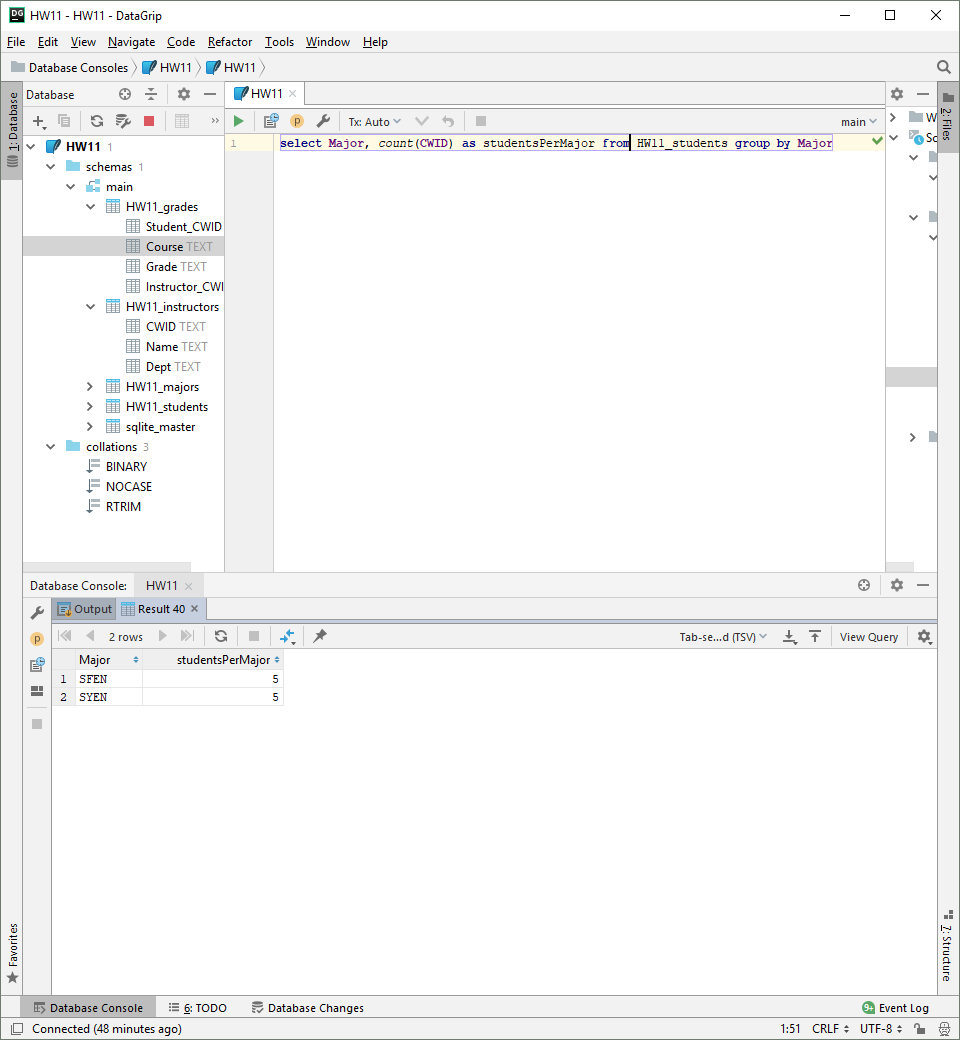 DG HW11 - HW11 - DataGrip
File Edit View Navigate Code Refactor Tools Window Help
Database Consoles HW11 HW11
1: Database
Database
HW11 1
schemas 1
main
HW11_grades
Student_CWID
Course TEXT
Grade TEXT
Instructor_CWI
HW11_instructors
CWID TEXT
Name TEXT
Dept TEXT
HW11_majors
HW11_students
sqlite_master
collations 3
BINARY
NOCASE
RTRIM
HW11
p Tx: Auto main
1 select Major, count(CWID) as studentsPerMajor from HW11_students group by Major
W
Sc
2: Files
Database Console: HW11
Output Result 40
p
2 rows Tab-se...d (TSV) View Query
Major studentsPerMajor
1 SFEN 5
2 SYEN 5
Favorites
7: Structure
Database Console 6: TODO Database Changes 9+ Event Log
Connected (48 minutes ago) 1:51 CRLF UTF-8